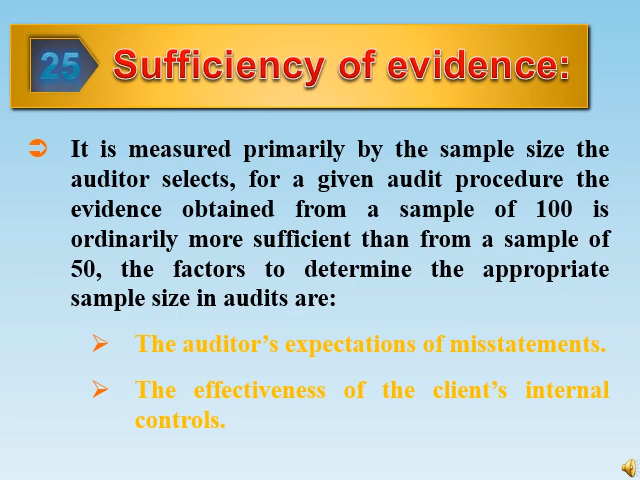 25
Sufficiency of evidence:
It is measured primarily by the sample size the
auditor selects, for a given audit procedure the
evidence obtained from a sample of 100 is
ordinarily more sufficient than from a sample of
50, the factors to determine the appropriate
sample size in audits are:
The auditor's expectations of misstatements.
The effectiveness of the client's internal
controls.